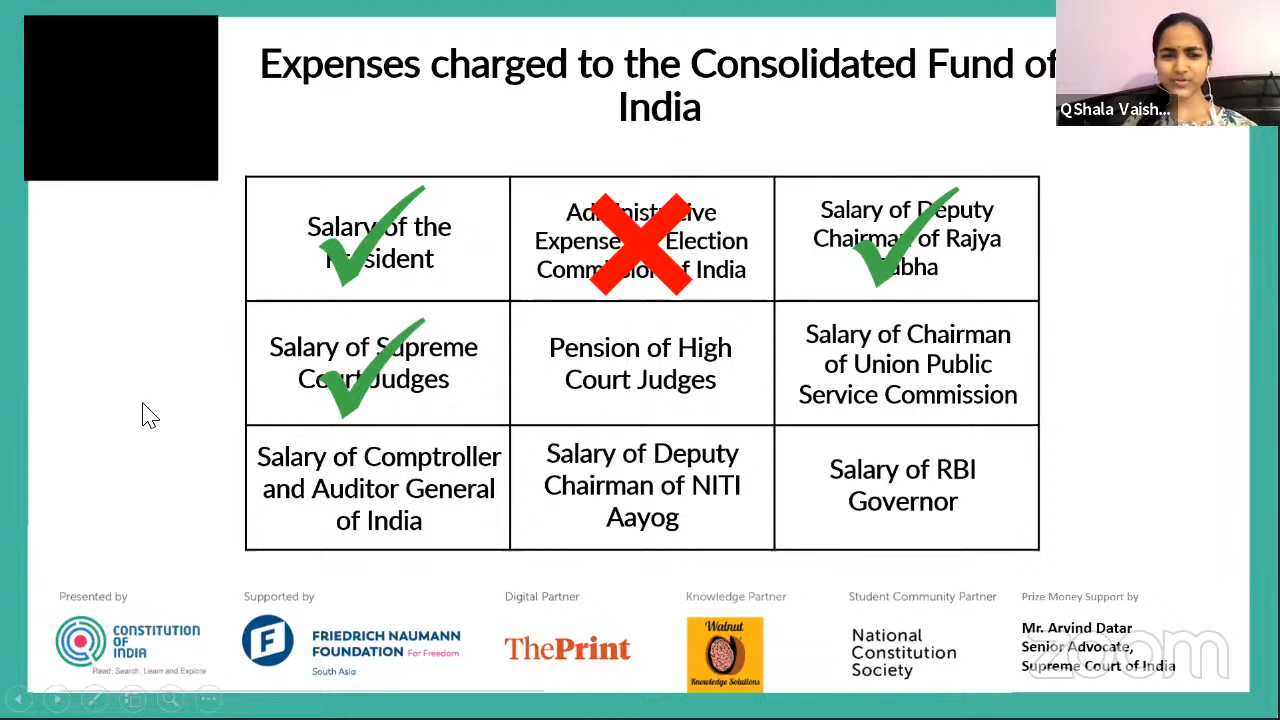 Expenses charged to the Consolidated Fund of
India
QShala Vaish...
Salary of the
President
Administrative
Expenses of Election
Commission of India
Salary of Deputy
Chairman of Rajya
Sabha
Salary of Supreme
Court Judges
Pension of High
Court Judges
Salary of Chairman
of Union Public
Service Commission
Salary of Comptroller
and Auditor General
of India
Salary of Deputy
Chairman of NITI
Aayog
Salary of RBI
Governor
Presented by
CONSTITUTION
OF
INDIA
Read, Search, Learn and Explore
Supported by
F
FRIEDRICH NAUMANN
FOUNDATION For Freedom
South Asia
Digital Partner
ThePrint
Knowledge Partner
Walnut
Knowledge Solutions
Student Community Partner
National
Constitution
Society
Prize Money Support by
Mr. Arvind Datar
Senior Advocate,
Supreme Court of India
zoom